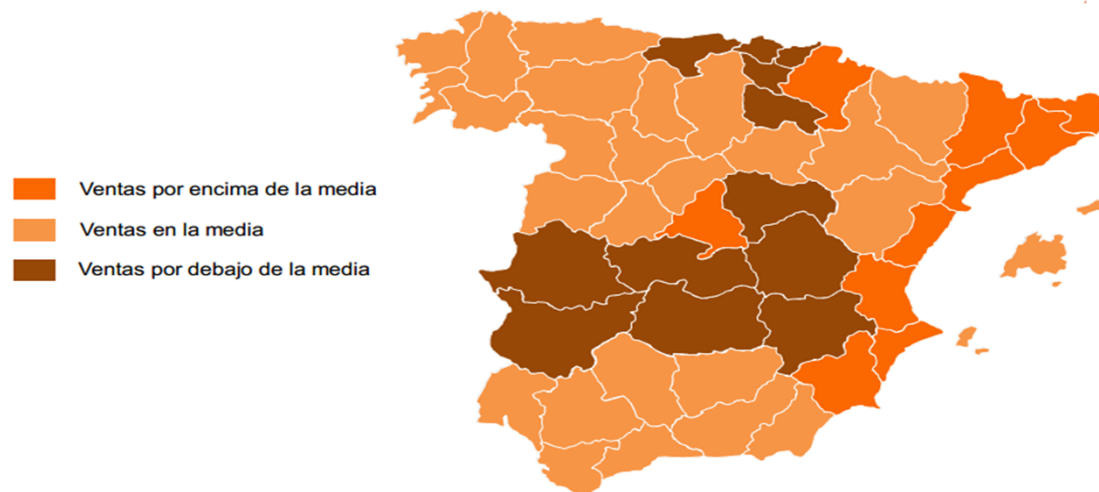 Ventas por encima de la media
Ventas en la media
Ventas por debajo de la media